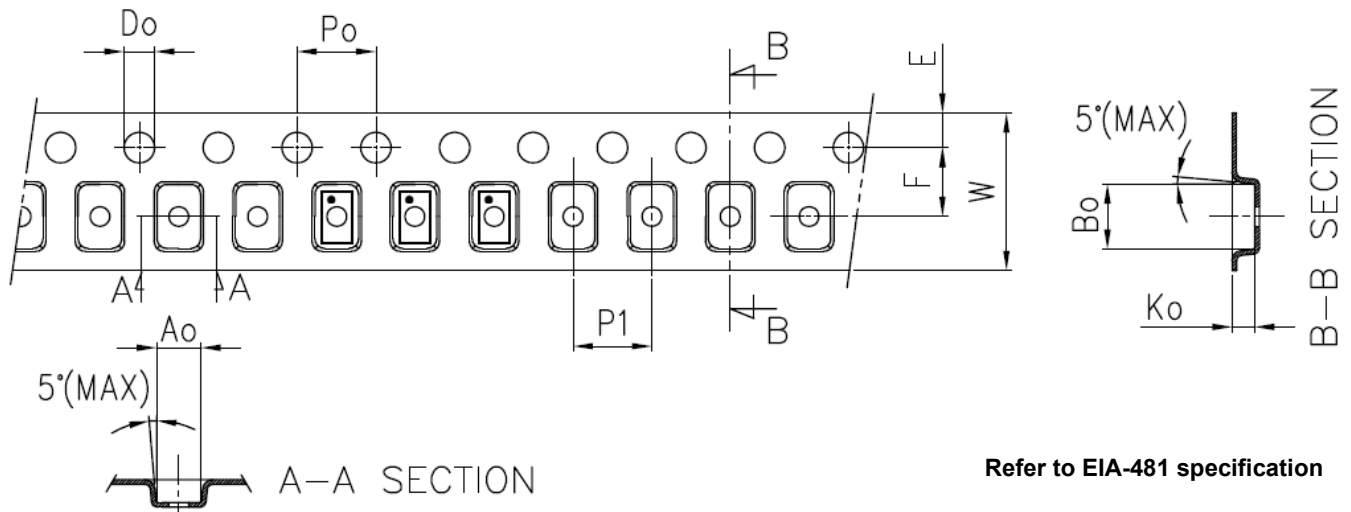 Do
Po
B
E
F
W
A
A
P1
B
Ao
5°(MAX)
A–A SECTION
5°(MAX)
Bo
Ko
B–B SECTION
Refer to EIA-481 specification